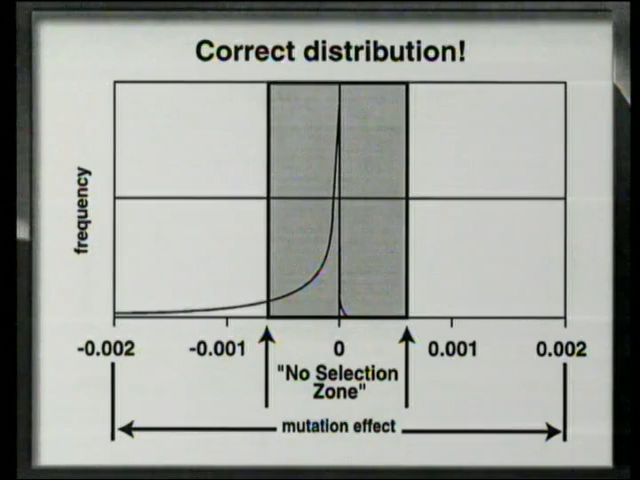 Correct distribution!
frequency
-0.002 -0.001 0 0.001 0.002
"No Selection
Zone"
mutation effect